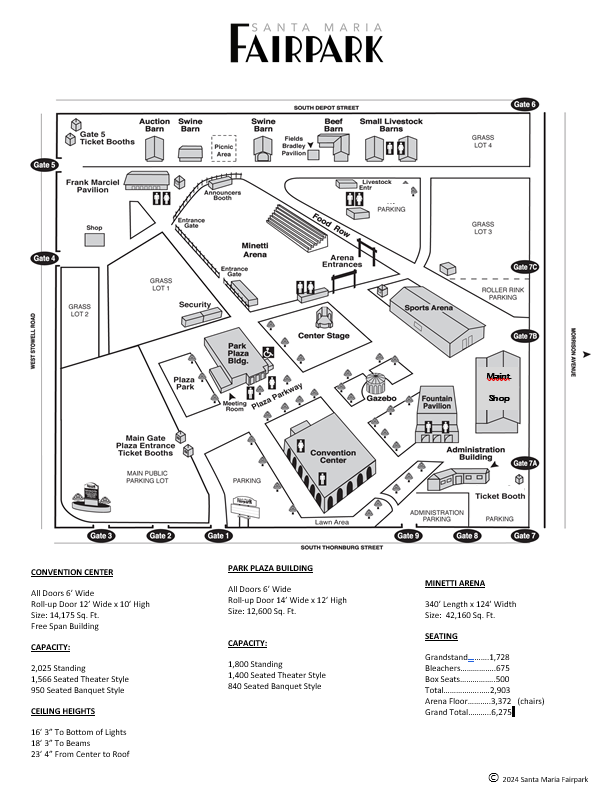 SANTA MARIA
FAIRPARK
SOUTH DEPOT STREET
Gate 6
Gate 5
Ticket Booths
Auction
Barn
Swine
Barn
Picnic
Area
Swine
Barn
Fields
Bradley
Pavilion
Beef
Barn
Small Livestock
Barns
GRASS
LOT 4
Gate 5
Frank Marciel
Pavilion
Announcers
Booth
Livestock
Entr
PARKING
Shop
Entrance
Gate
Food Row
GRASS
LOT 3
Minetti
Arena
Arena
Entrances
Gate 4
Gate 7C
Entrance
Gate
GRASS
LOT 1
GRASS
LOT 2
ROLLER RINK
PARKING
Security
Sports Arena
Center Stage
Gate 7B
WEST STOWELL ROAD
MORRISON AVENUE
Park
Plaza
Bldg.
Plaza
Park
Meeting
Room
Plaza Parkway
Gazebo
Fountain
Pavilion
Maint.
Shop
Main Gate
Plaza Entrance
Ticket Booths
Convention
Center
Administration
Building
Gate 7A
MAIN PUBLIC
PARKING LOT
PARKING
Ticket Booth
Lawn Area
ADMINISTRATION
PARKING
PARKING
Gate 3
Gate 2
Gate 1
Gate 9
Gate 8
Gate 7
SOUTH THORNBURG STREET
CONVENTION CENTER
All Doors 6' Wide
Roll-up Door 12' Wide x 10' High
Size: 14,175 Sq. Ft.
Free Span Building
CAPACITY:
2,025 Standing
1,566 Seated Theater Style
950 Seated Banquet Style
CEILING HEIGHTS
16' 3" To Bottom of Lights
18' 3" To Beams
23' 4" From Center to Roof
PARK PLAZA BUILDING
All Doors 6' Wide
Roll-up Door 14' Wide x 12' High
Size: 12,600 Sq. Ft.
CAPACITY:
1,800 Standing
1,400 Seated Theater Style
840 Seated Banquet Style
MINETTI ARENA
340' Length x 124' Width
Size: 42,160 Sq. Ft.
SEATING
Grandstand.........1,728
Bleachers..............675
Box Seats..............500
Total...................2,903
Arena Floor.........3,372 (chairs)
Grand Total.........6,275
© 2024 Santa Maria Fairpark